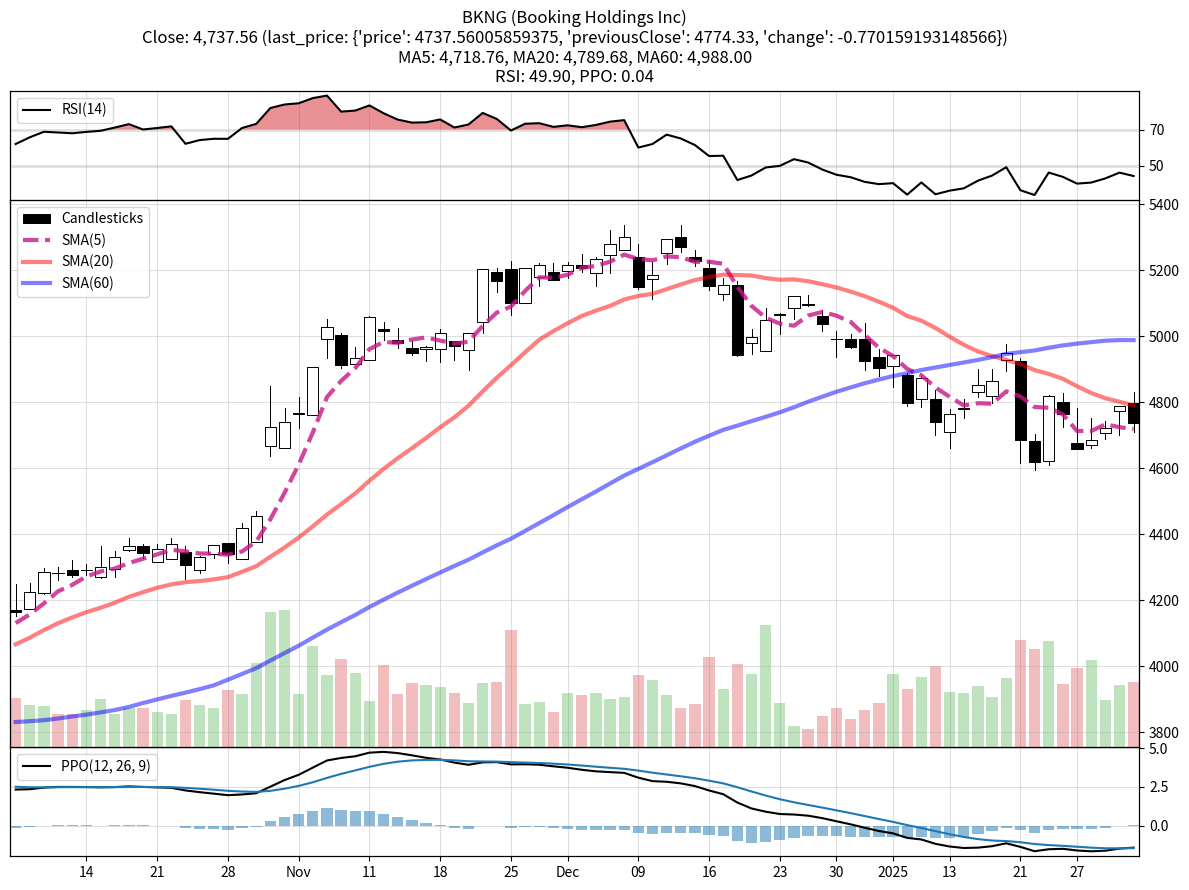 BKNG (Booking Holdings Inc)
Close: 4,737.56 (last_price: {'price': 4737.56005859375, 'previousClose': 4774.33, 'change': -0.770159193148566})
MA5: 4,718.76, MA20: 4,789.68, MA60: 4,988.00
RSI: 49.90, PPO: 0.04
RSI(14)
70
50
Candlesticks
SMA(5)
SMA(20)
SMA(60)
5400
5200
5000
4800
4600
4400
4200
4000
3800
PPO(12, 26, 9)
5.0
2.5
0.0
14 21 28 Nov 11 18 25 Dec 09 16 23 30 2025 13 21 27